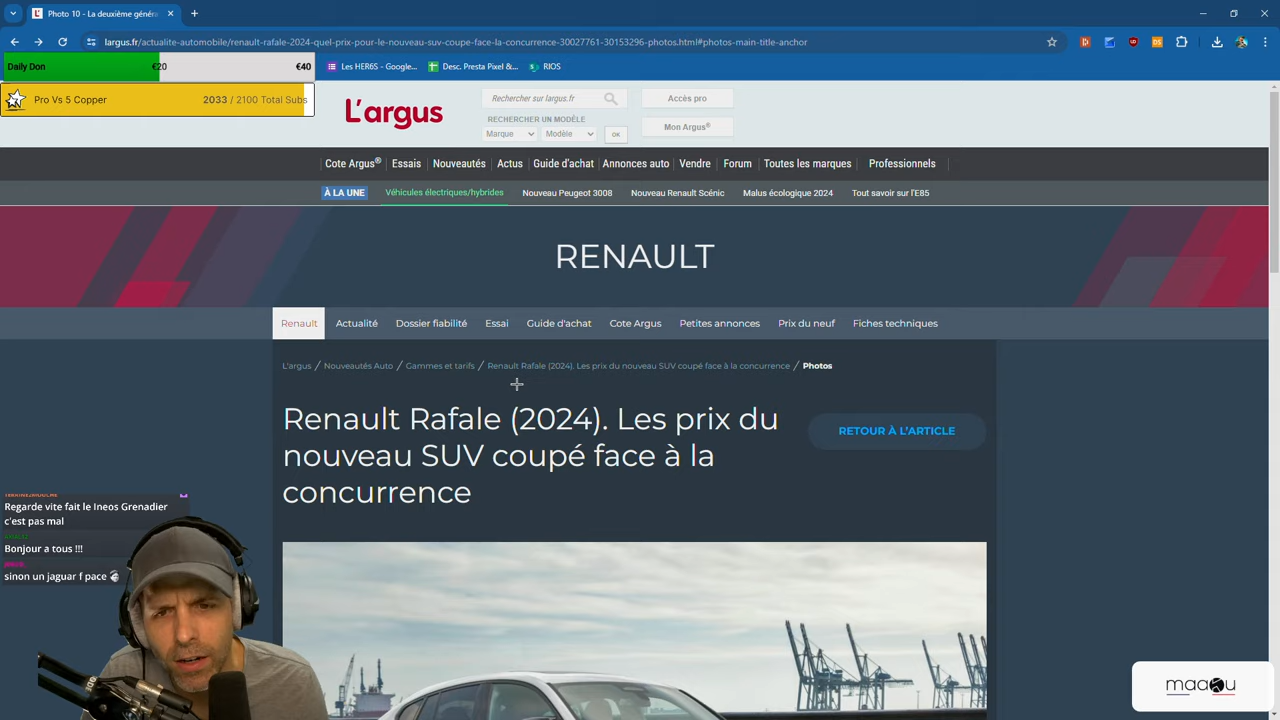 Photo 10 - La deuxième généra
largus.fr/actualite-automobile/renault-rafale-2024-quel-prix-pour-le-nouveau-suv-coupe-face-la-concurrence-30027761-30153296-photos.html#photos-main-title-anchor
Daily Don €20 €40
Les HER6S - Google... Desc. Presta Pixel &... RIOS
Pro Vs 5 Copper 2033 / 2100 Total Subs
L'argus
Rechercher sur largus.fr
Accès pro
RECHERCHER UN MODÈLE
Marque Modèle OK
Mon Argus®
Cote Argus® Essais Nouveautés Actus Guide d'achat Annonces auto Vendre Forum Toutes les marques Professionnels
À LA UNE Véhicules électriques/hybrides Nouveau Peugeot 3008 Nouveau Renault Scénic Malus écologique 2024 Tout savoir sur l'E85
RENAULT
Renault Actualité Dossier fiabilité Essai Guide d'achat Cote Argus Petites annonces Prix du neuf Fiches techniques
L'argus / Nouveautés Auto / Gammes et tarifs / Renault Rafale (2024). Les prix du nouveau SUV coupé face à la concurrence / Photos
Renault Rafale (2024). Les prix du
nouveau SUV coupé face à la
concurrence
RETOUR À L'ARTICLE
Regarde vite fait le Ineos Grenadier
c'est pas mal
Bonjour a tous !!!
sinon un jaguar f pace
maaku